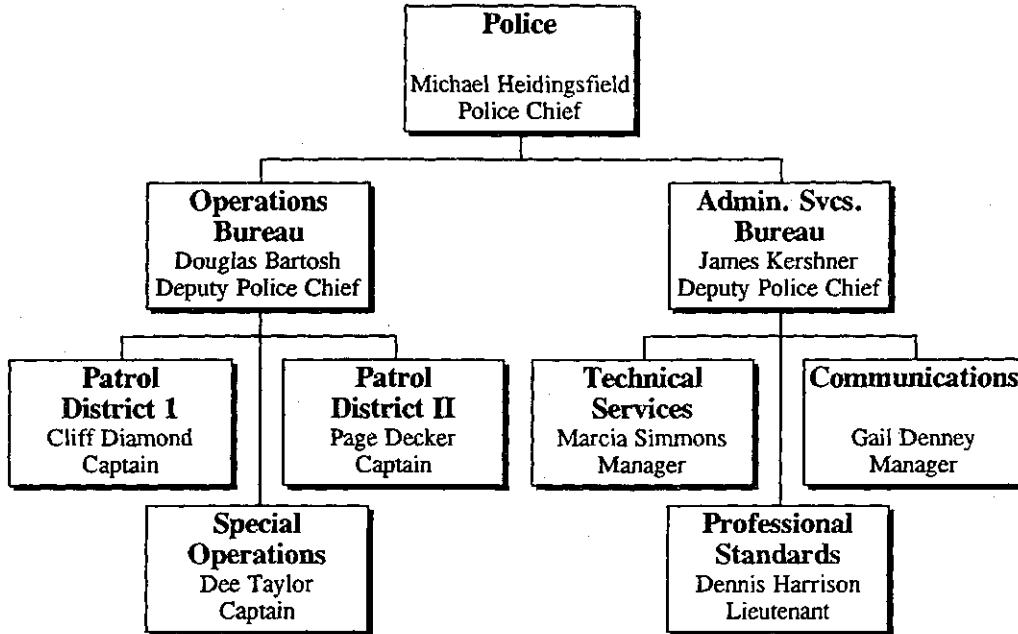 Police
Michael Heidingsfield
Police Chief
Operations
Bureau
Douglas Bartosh
Deputy Police Chief
Admin. Svcs.
Bureau
James Kershner
Deputy Police Chief
Patrol
District 1
Cliff Diamond
Captain
Patrol
District II
Page Decker
Captain
Technical
Services
Marcia Simmons
Manager
Communications
Gail Denney
Manager
Special
Operations
Dee Taylor
Captain
Professional
Standards
Dennis Harrison
Lieutenant